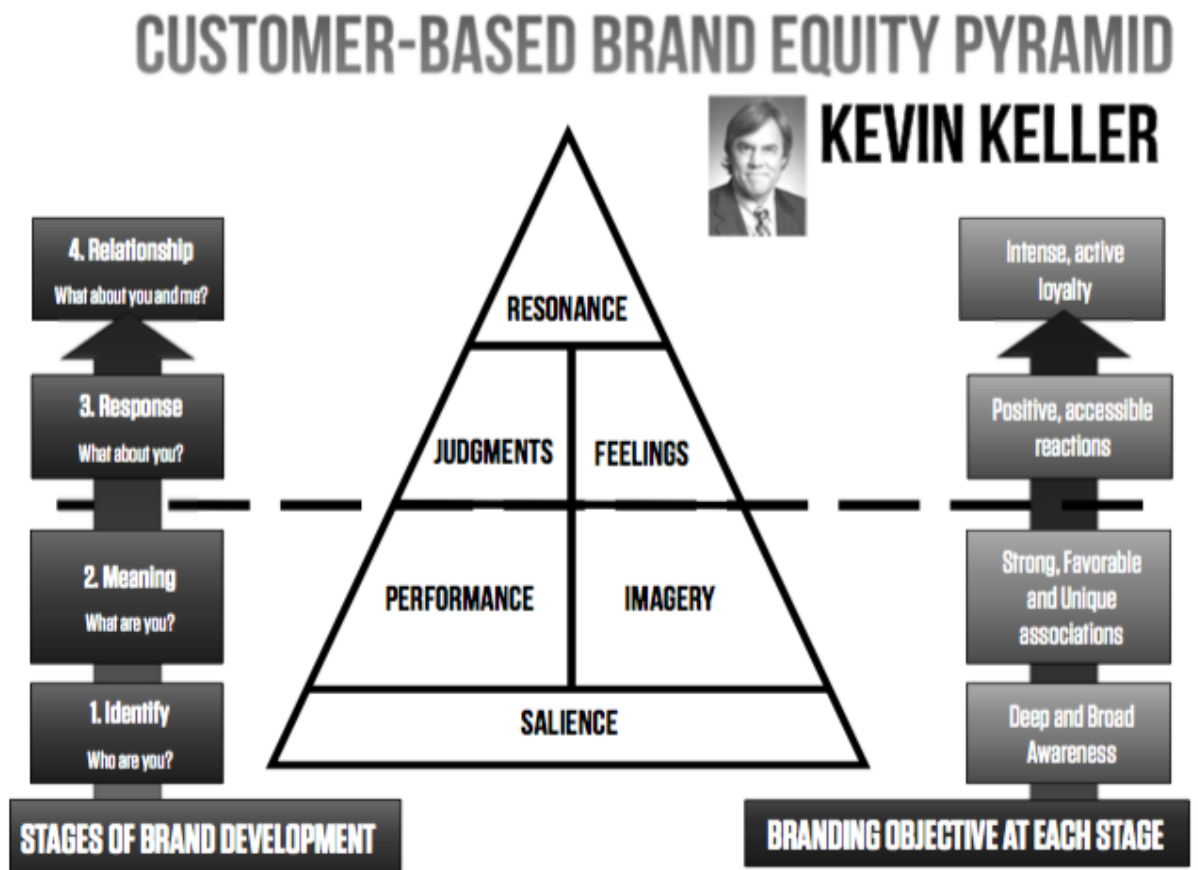 CUSTOMER-BASED BRAND EQUITY PYRAMID
KEVIN KELLER
4. Relationship
What about you and me?
3. Response
What about you?
2. Meaning
What are you?
1. Identify
Who are you?
STAGES OF BRAND DEVELOPMENT
RESONANCE
JUDGMENTS
FEELINGS
PERFORMANCE
IMAGERY
SALIENCE
Intense, active
loyalty
Positive, accessible
reactions
Strong, Favorable
and Unique
associations
Deep and Broad
Awareness
BRANDING OBJECTIVE AT EACH STAGE